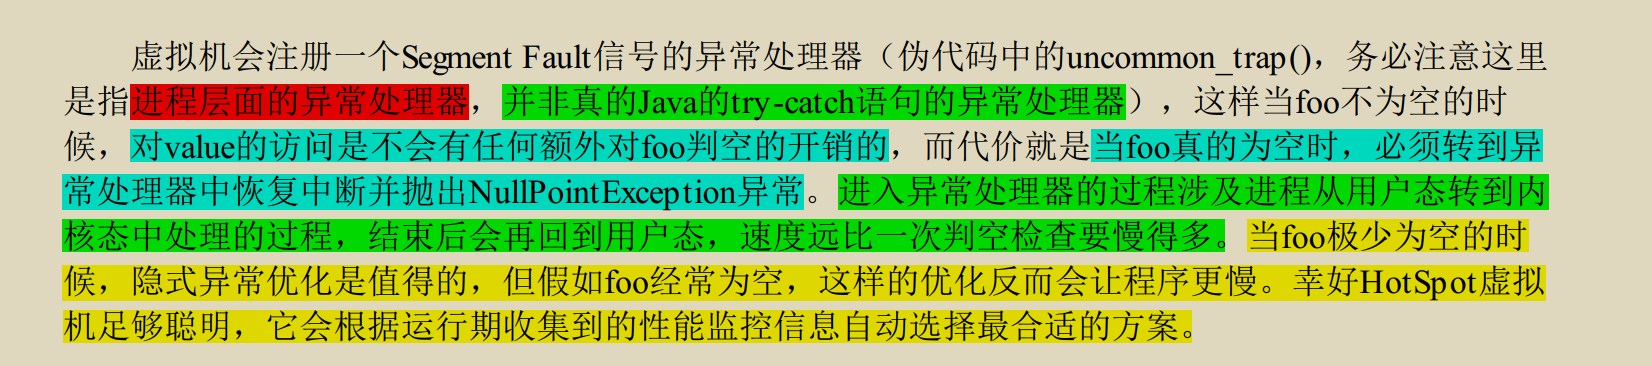 虚拟机会注册一个Segment Fault信号的异常处理器（伪代码中的uncommon_trap()，务必注意这里
是指进程层面的异常处理器，并非真的Java的try-catch语句的异常处理器），这样当foo不为空的时
候，对value的访问是不会有任何额外对foo判空的开销的，而代价就是当foo真的为空时，必须转到异
常处理器中恢复中断并抛出NullPointException异常。进入异常处理器的过程涉及进程从用户态转到内
核态中处理的过程，结束后会再回到用户态，速度远比一次判空检查要慢得多。当foo极少为空的时
候，隐式异常优化是值得的，但假如foo经常为空，这样的优化反而会让程序更慢。幸好HotSpot虚拟
机足够聪明，它会根据运行期收集到的性能监控信息自动选择最合适的方案。